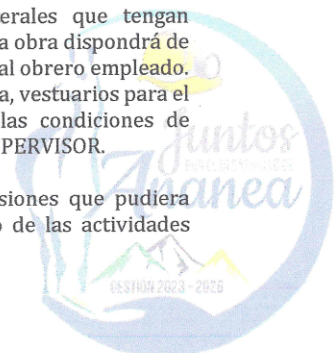 erales que tengan
a obra dispondrá de
al obrero empleado.
a, vestuarios para el
las condiciones de
PERVISOR.
siones que pudiera
o de las actividades
Juntos
Ananea
GESTIÓN 2023 - 2026